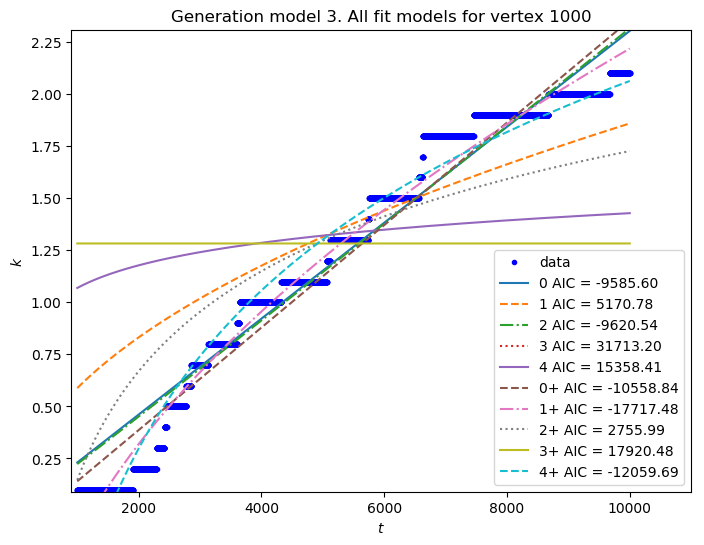 Generation model 3. All fit models for vertex 1000
2.25
2.00
1.75
1.50
1.25
1.00
0.75
0.50
0.25
k
data
0 AIC = -9585.60
1 AIC = 5170.78
2 AIC = -9620.54
3 AIC = 31713.20
4 AIC = 15358.41
0+ AIC = -10558.84
1+ AIC = -17717.48
2+ AIC = 2755.99
3+ AIC = 17920.48
4+ AIC = -12059.69
2000 4000 6000 8000 10000
t